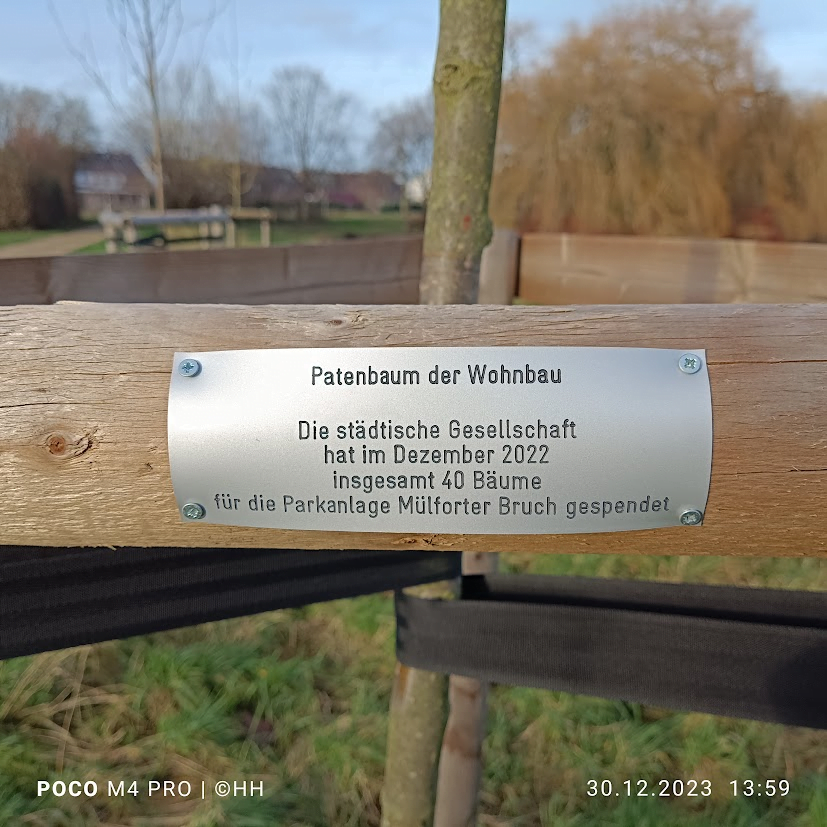 Patenbaum der Wohnbau
Die städtische Gesellschaft
hat im Dezember 2022
insgesamt 40 Bäume
für die Parkanlage Mülforter Bruch gespendet
POCO M4 PRO | ©HH
30.12.2023 13:59